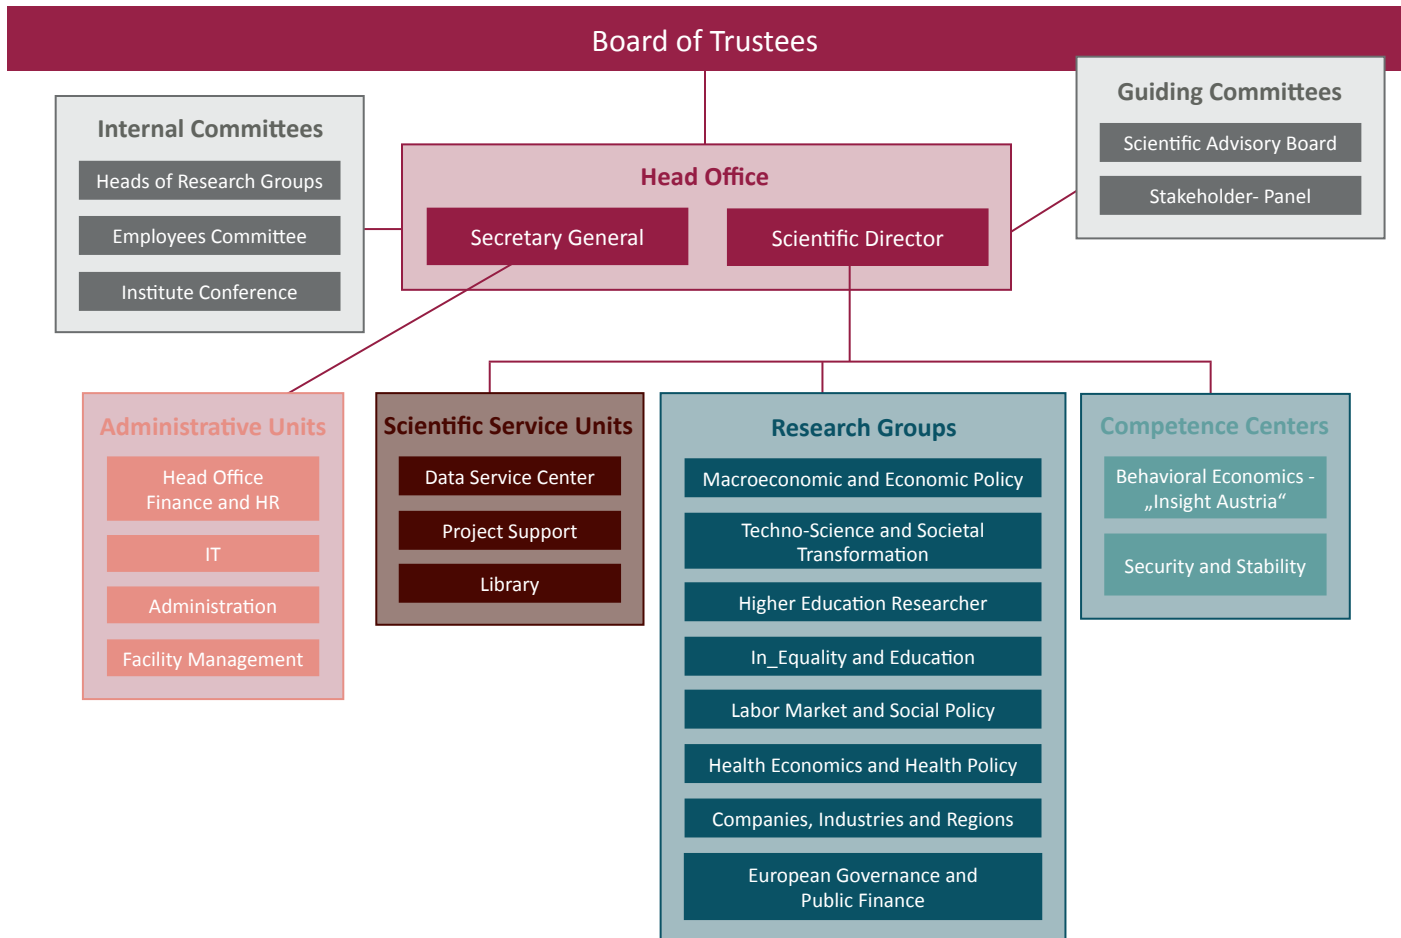 Board of Trustees
Internal Committees
Heads of Research Groups
Employees Committee
Institute Conference
Head Office
Secretary General
Scientific Director
Guiding Committees
Scientific Advisory Board
Stakeholder- Panel
Administrative Units
Head Office
Finance and HR
IT
Administration
Facility Management
Scientific Service Units
Data Service Center
Project Support
Library
Research Groups
Macroeconomic and Economic Policy
Techno-Science and Societal
Transformation
Higher Education Researcher
In_Equality and Education
Labor Market and Social Policy
Health Economics and Health Policy
Companies, Industries and Regions
European Governance and
Public Finance
Competence Centers
Behavioral Economics -
„Insight Austria“
Security and Stability